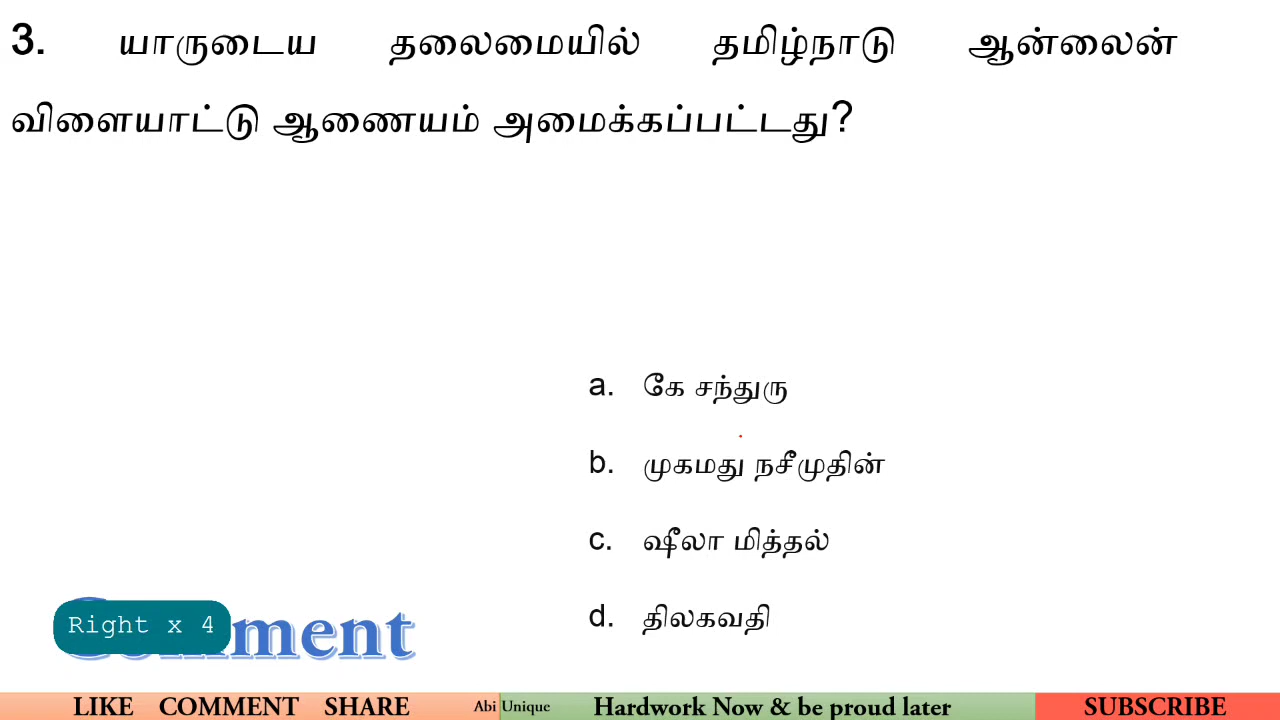 3. யாருடைய தலைமையில் தமிழ்நாடு ஆன்லைன்
விளையாட்டு ஆணையம் அமைக்கப்பட்டது?
a. கே சந்துரு
b. முகமது நசீமுதின்
c. ஷீலா மித்தல்
d. திலகவதி
Right x 4
LIKE COMMENT SHARE Abi Unique Hardwork Now & be proud later SUBSCRIBE